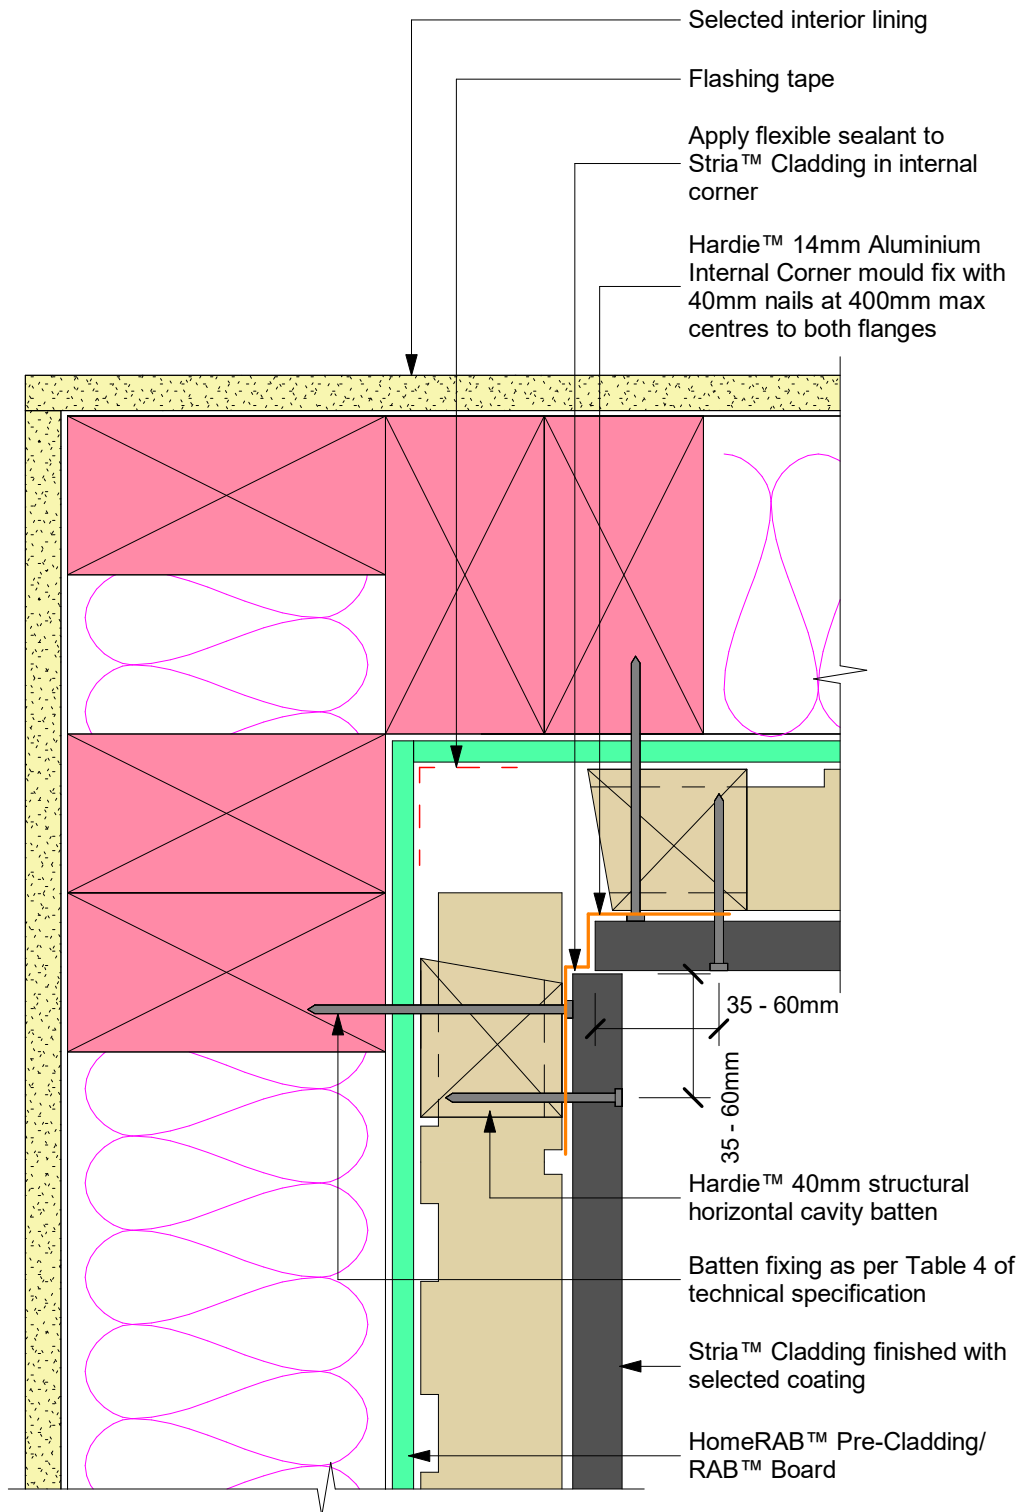 Selected interior lining
Flashing tape
Apply flexible sealant to
Stria™ Cladding in internal
corner
Hardie™ 14mm Aluminium
Internal Corner mould fix with
40mm nails at 400mm max
centres to both flanges
35 - 60mm
35 - 60mm
Hardie™ 40mm structural
horizontal cavity batten
Batten fixing as per Table 4 of
technical specification
Stria™ Cladding finished with
selected coating
HomeRAB™ Pre-Cladding/
RAB™ Board